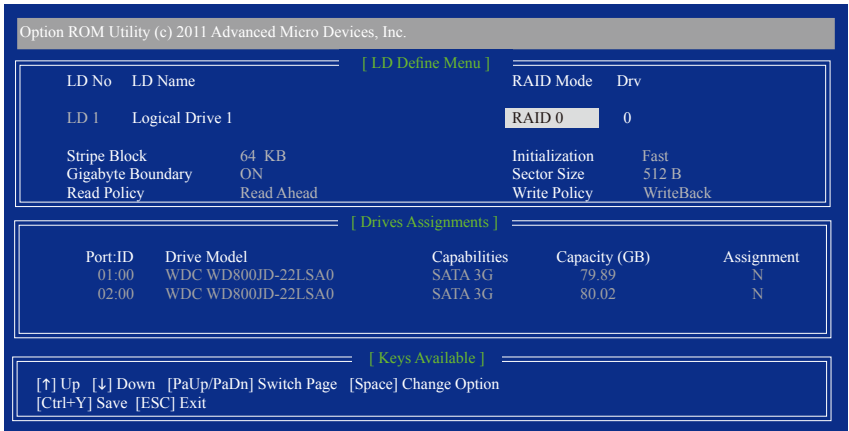 Option ROM Utility (c) 2011 Advanced Micro Devices, Inc.
[ LD Define Menu ]
LD No LD Name RAID Mode Drv
LD 1 Logical Drive 1 RAID 0 0
Stripe Block 64 KB Initialization Fast
Gigabyte Boundary ON Sector Size 512 B
Read Policy Read Ahead Write Policy WriteBack
[ Drives Assignments ]
Port:ID Drive Model Capabilities Capacity (GB) Assignment
01:00 WDC WD800JD-22LSA0 SATA 3G 79.89 N
02:00 WDC WD800JD-22LSA0 SATA 3G 80.02 N
[ Keys Available ]
[↑] Up [↓] Down [PaUp/PaDn] Switch Page [Space] Change Option
[Ctrl+Y] Save [ESC] Exit